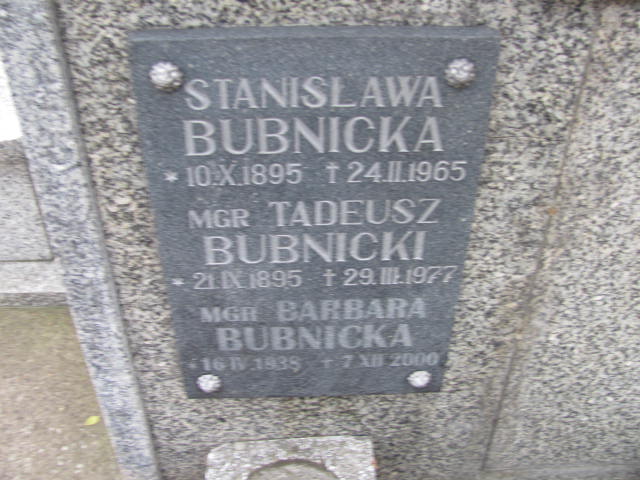 STANISŁAWA
BUBNICKA
* 10.X.1895 † 24.II.1965
MGR TADEUSZ
BUBNICKI
* 21.IX.1895 † 29.III.1977
MGR BARBARA
BUBNICKA
* 16 IV 1938 † 7 XII 2000